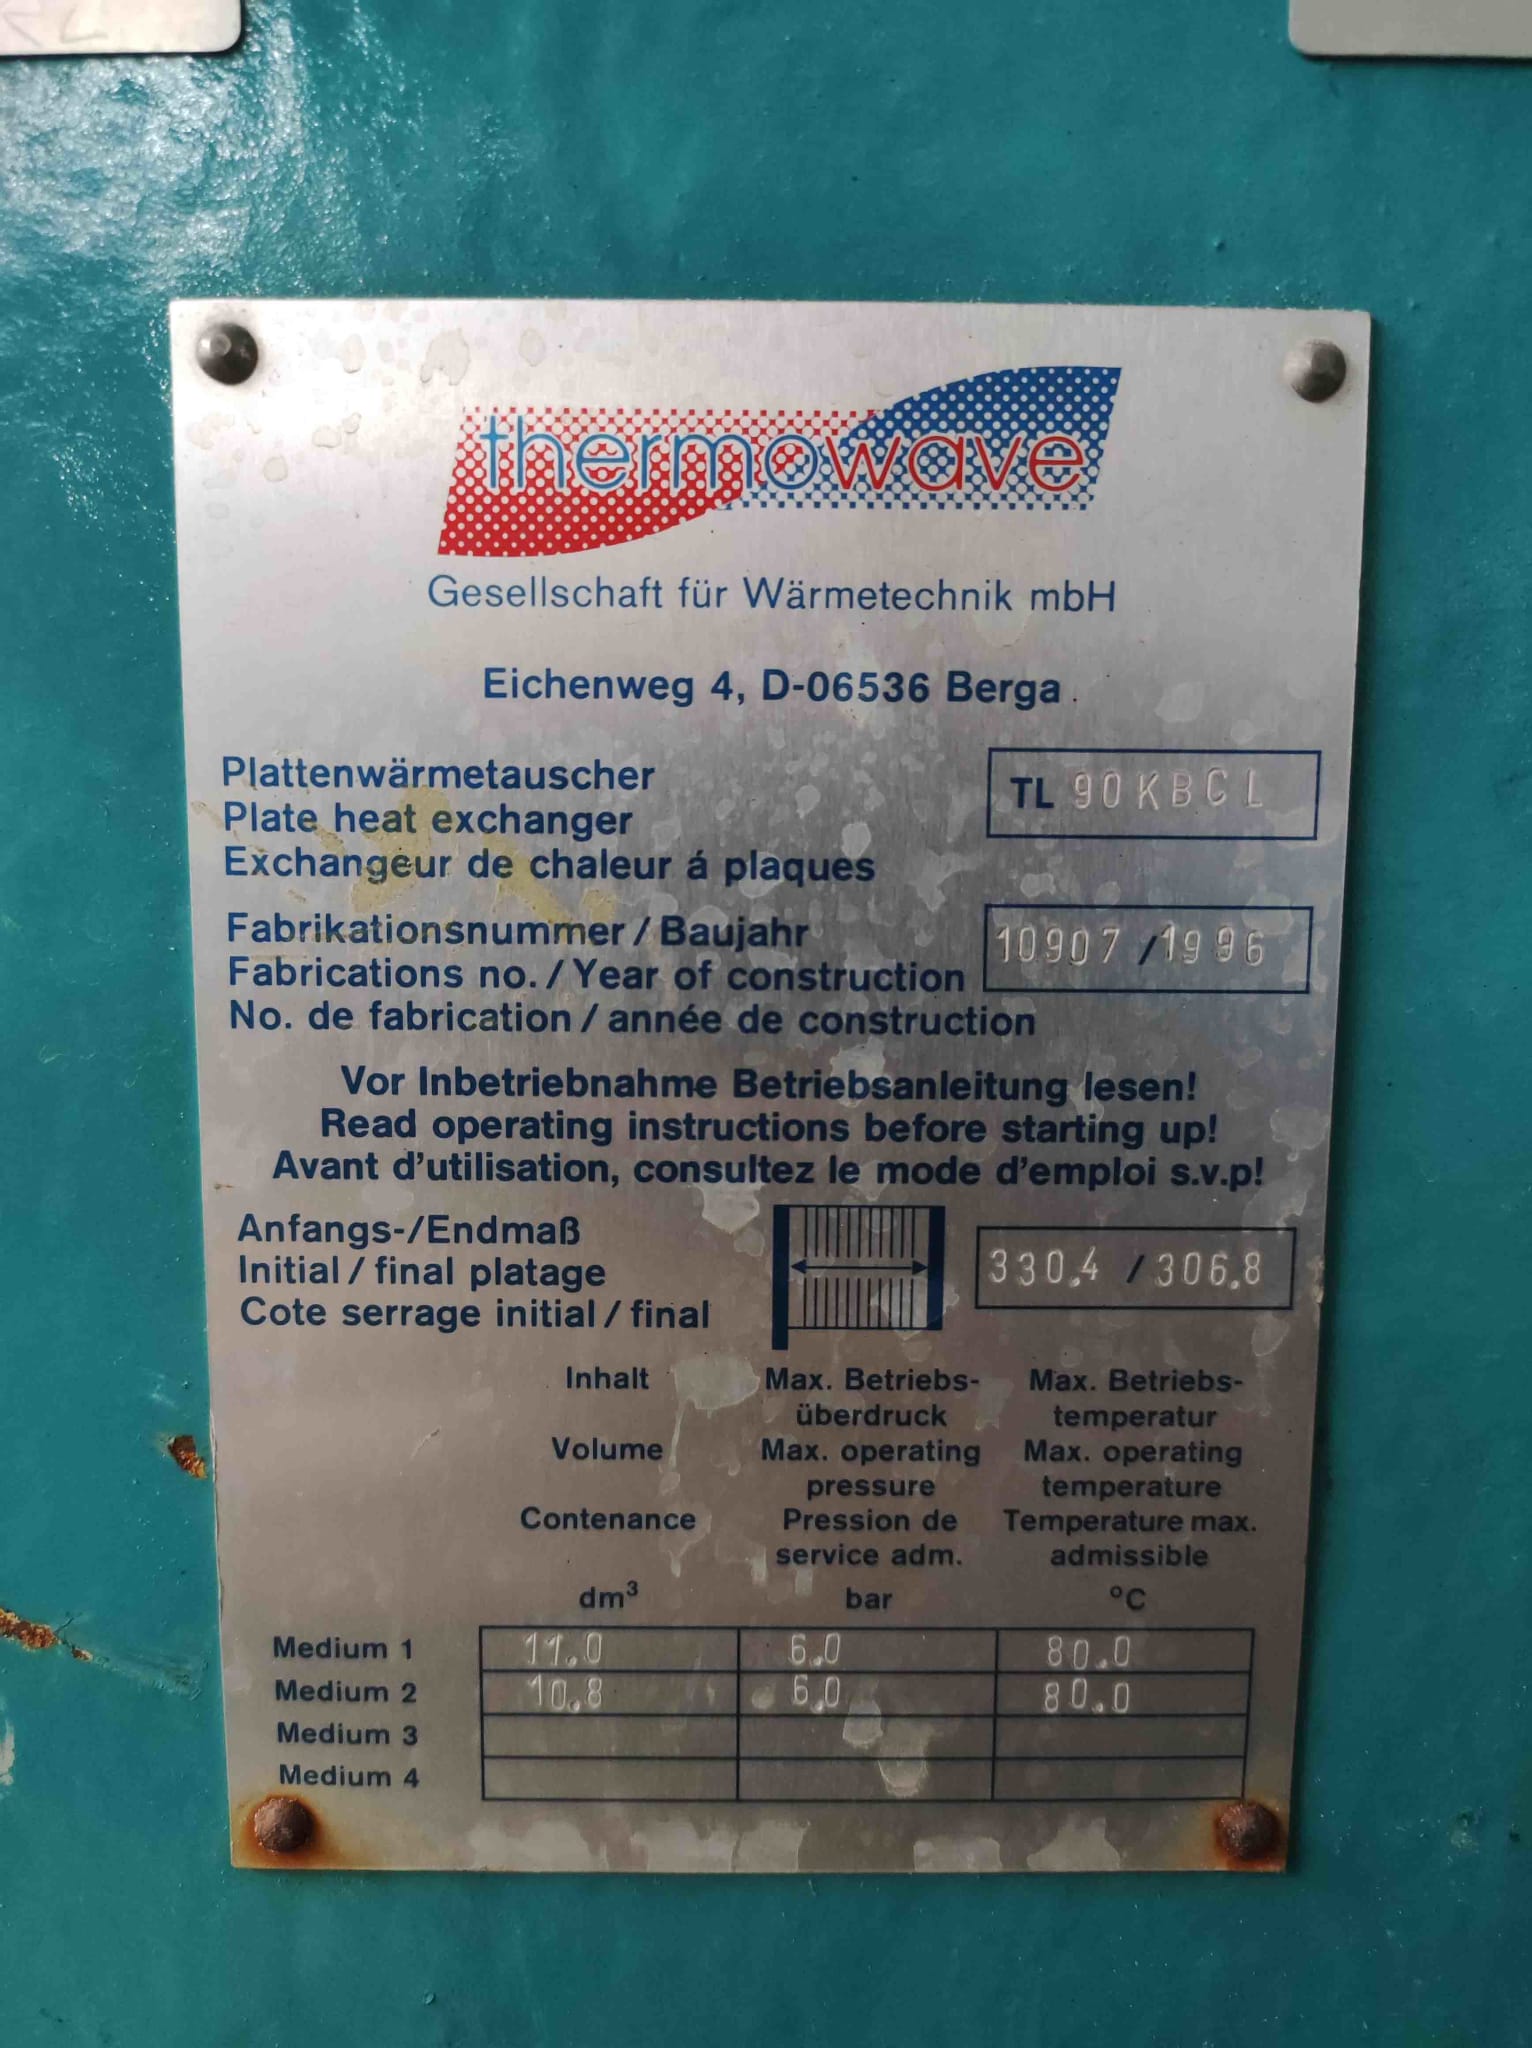 thermowave
Gesellschaft für Wärmetechnik mbH
Eichenweg 4, D-06536 Berga
Plattenwärmetauscher
Plate heat exchanger
Exchangeur de chaleur á plaques
TL 90KBCL
Fabrikationsnummer / Baujahr
Fabrications no. / Year of construction
No. de fabrication / année de construction
10907 / 1996
Vor Inbetriebnahme Betriebsanleitung lesen!
Read operating instructions before starting up!
Avant d'utilisation, consultez le mode d'emploi s.v.p!
Anfangs-/Endmaß
Initial / final platage
Cote serrage initial / final
330.4 / 306.8
Inhalt
Volume
Contenance
dm³
Max. Betriebs-
überdruck
Max. operating
pressure
Pression de
service adm.
bar
Max. Betriebs-
temperatur
Max. operating
temperature
Temperature max.
admissible
°C
Medium 1 11.0 6.0 80.0
Medium 2 10.8 6.0 80.0
Medium 3
Medium 4